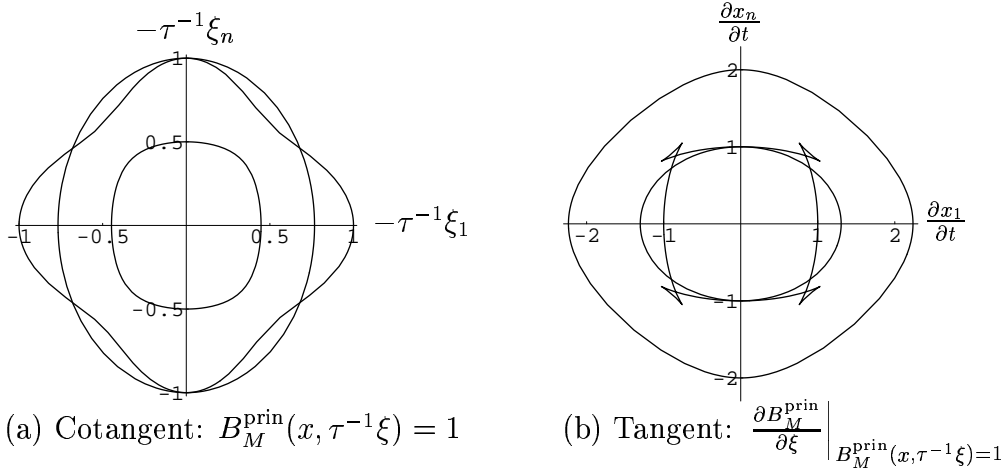 −τ⁻¹ξₙ
1
0.5
-1
-0.5
0.5
1
−τ⁻¹ξ₁
-0.5
-1
(a) Cotangent: B_M^prin(x, τ⁻¹ξ) = 1
∂xₙ/∂t
2
1
-2
-1
1
2
∂x₁/∂t
-1
-2
(b) Tangent: ∂B_M^prin/∂ξ |_{B_M^prin(x,τ⁻¹ξ)=1}